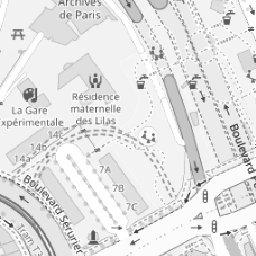 Archives
de Paris
La Gare
Expérimentale
Résidence
maternelle
des Lilas
14B
14A
7A
7B
7C
Boulevard Sérurier
Tram T3
Boulevard